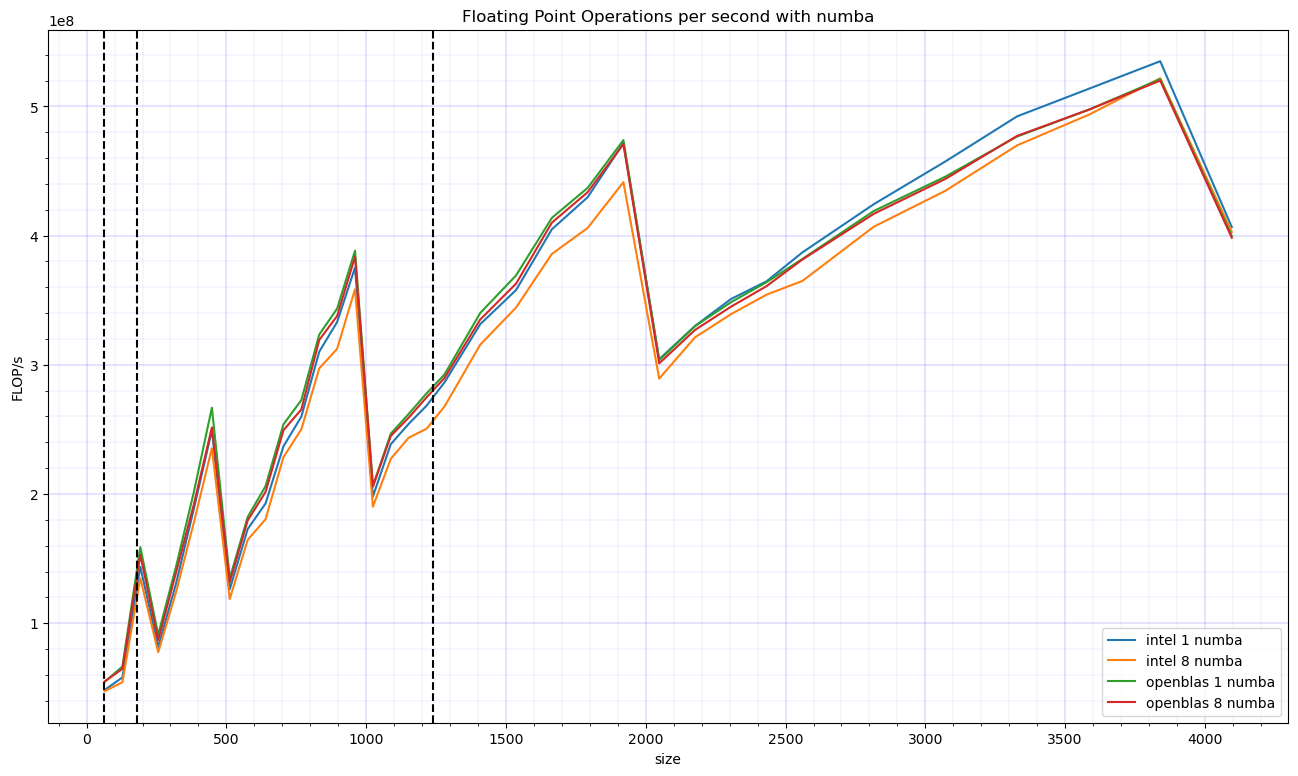 Floating Point Operations per second with numba
1e8
5
4
3
2
1
FLOP/s
0 500 1000 1500 2000 2500 3000 3500 4000
size
intel 1 numba
intel 8 numba
openblas 1 numba
openblas 8 numba